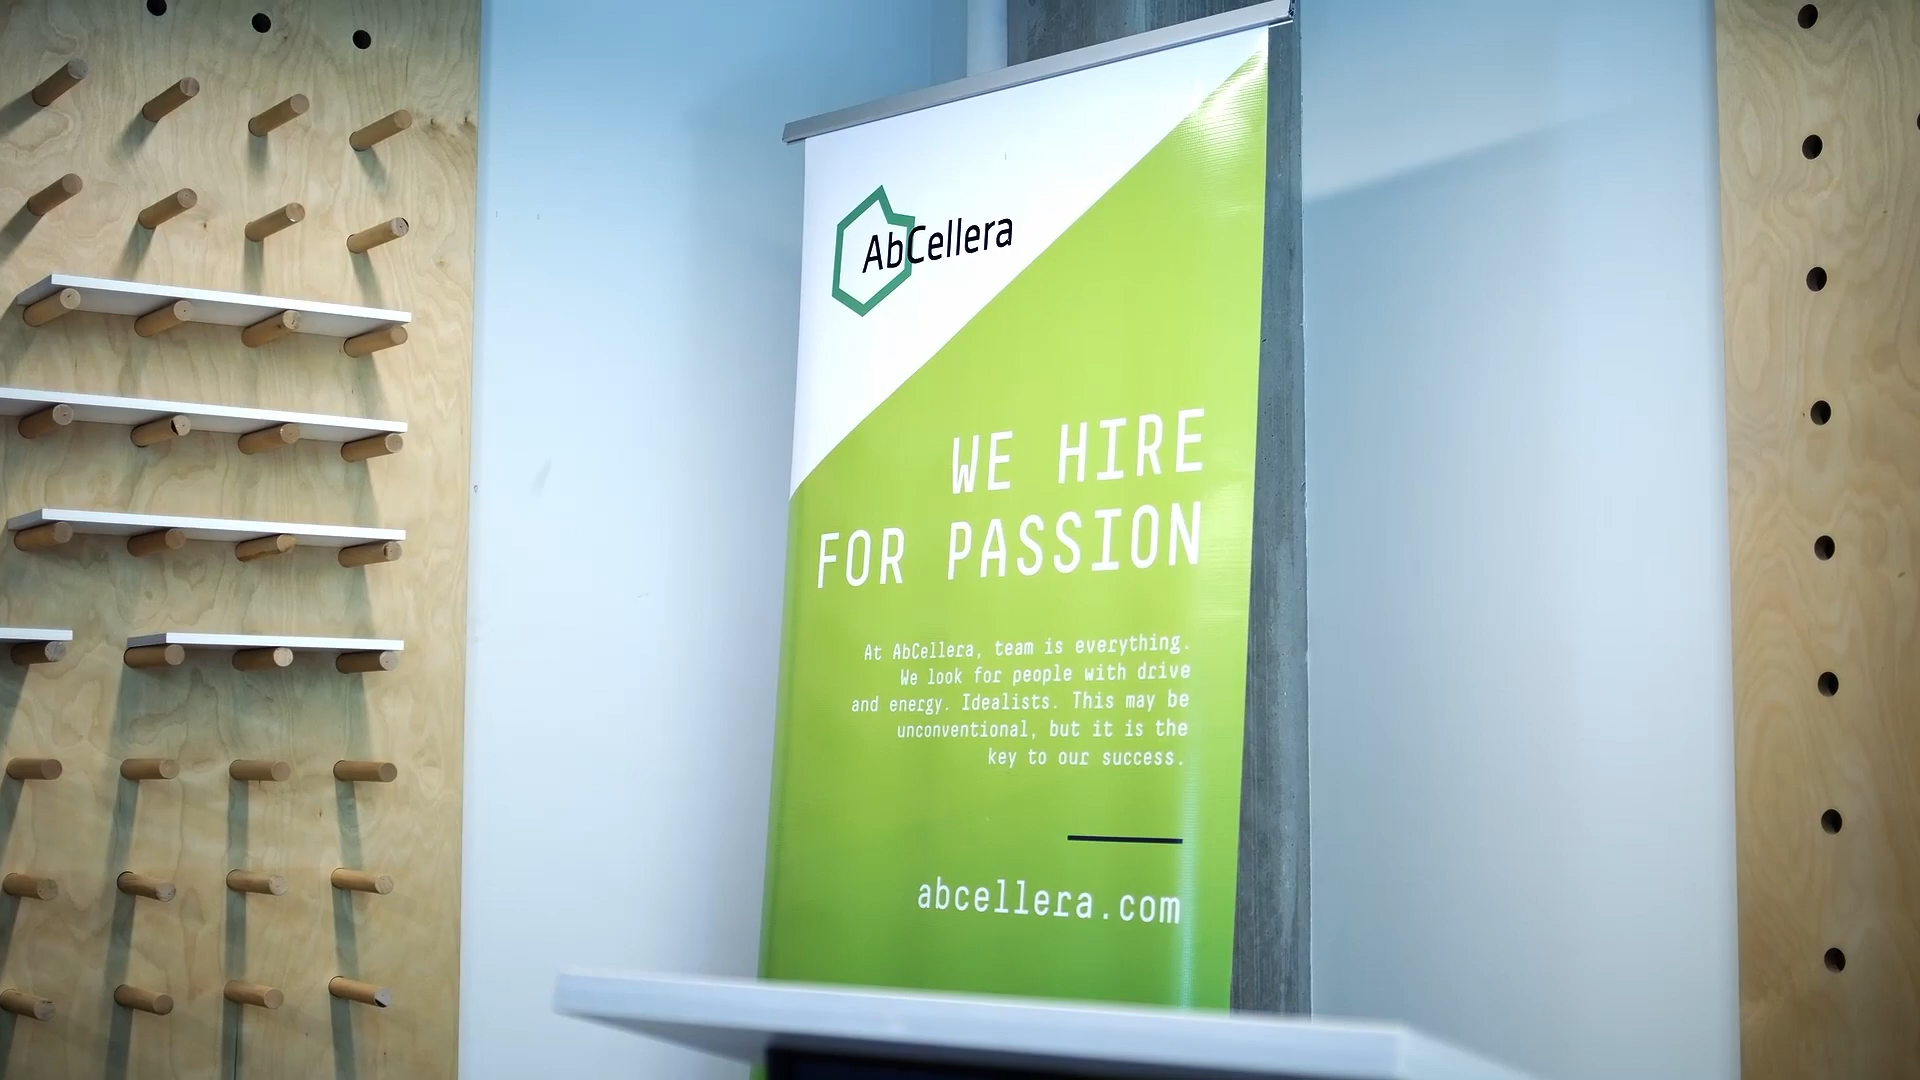 AbCellera
WE HIRE
FOR PASSION
At AbCellera, team is everything.
We look for people with drive
and energy. Idealists. This may be
unconventional, but it is the
key to our success.
abcellera.com